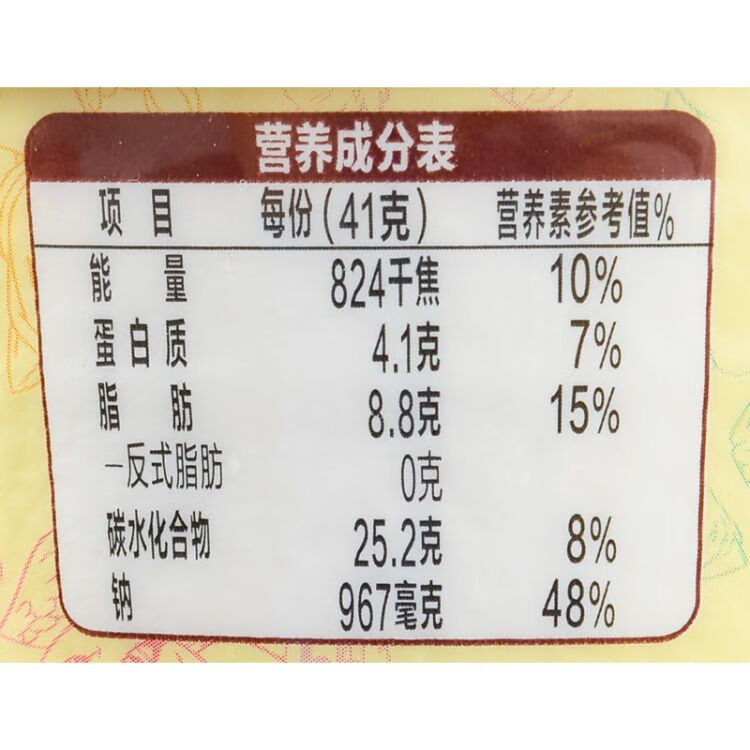 营养成分表
项目 每份(41克) 营养素参考值%
能量 824千焦 10%
蛋白质 4.1克 7%
脂肪 8.8克 15%
-反式脂肪 0克
碳水化合物 25.2克 8%
钠 967毫克 48%